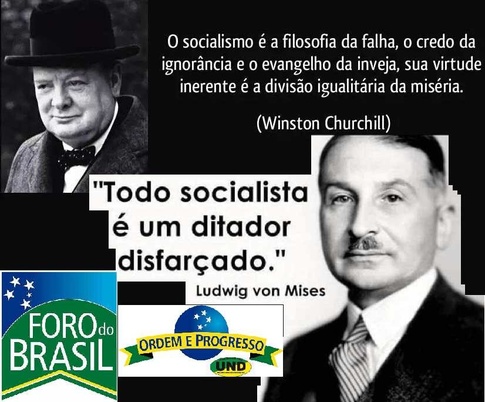 O socialismo é a filosofia da falha, o credo da
ignorância e o evangelho da inveja, sua virtude
inerente é a divisão igualitária da miséria.
(Winston Churchill)
"Todo socialista
é um ditador
disfarçado."
Ludwig von Mises
FORO do
BRASIL
ORDEM E PROGRESSO
UND